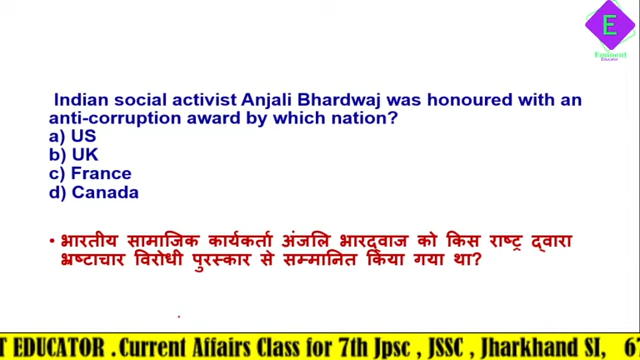 E
Eminent
Educator
Indian social activist Anjali Bhardwaj was honoured with an
anti-corruption award by which nation?
a) US
b) UK
c) France
d) Canada
• भारतीय सामाजिक कार्यकर्ता अंजलि भारद्वाज को किस राष्ट्र द्वारा
भ्रष्टाचार विरोधी पुरस्कार से सम्मानित किया गया था?
T EDUCATOR . Current Affairs Class for 7th Jpsc , JSSC , Jharkhand SI, 6